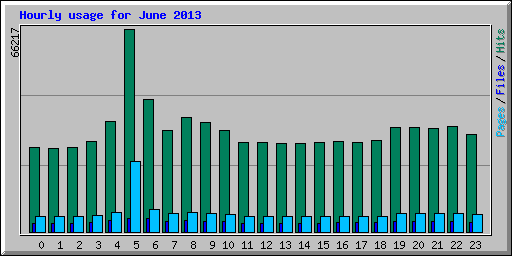 Hourly usage for June 2013
66217
Pages/Files/Hits
0 1 2 3 4 5 6 7 8 9 10 11 12 13 14 15 16 17 18 19 20 21 22 23